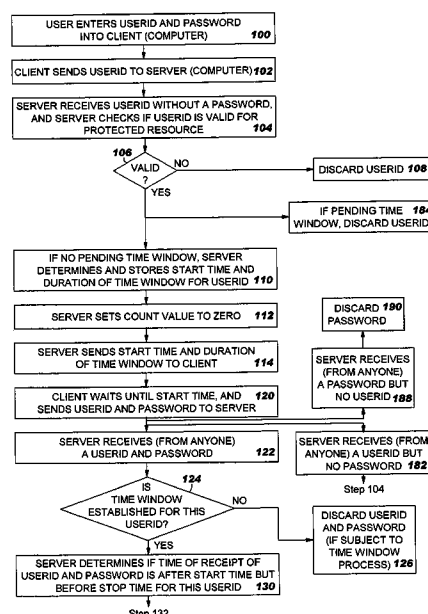 USER ENTERS USERID AND PASSWORD
INTO CLIENT (COMPUTER) 100
CLIENT SENDS USERID TO SERVER (COMPUTER) 102
SERVER RECEIVES USERID WITHOUT A PASSWORD,
AND SERVER CHECKS IF USERID IS VALID FOR
PROTECTED RESOURCE 104
106
VALID
?
NO
DISCARD USERID 108
YES
IF PENDING TIME 184
WINDOW, DISCARD USERID
IF NO PENDING TIME WINDOW, SERVER
DETERMINES AND STORES START TIME AND
DURATION OF TIME WINDOW FOR USERID 110
SERVER SETS COUNT VALUE TO ZERO 112
DISCARD 190
PASSWORD
SERVER SENDS START TIME AND DURATION
OF TIME WINDOW TO CLIENT 114
SERVER RECEIVES
(FROM ANYONE)
A PASSWORD BUT
NO USERID 188
CLIENT WAITS UNTIL START TIME, AND 120
SENDS USERID AND PASSWORD TO SERVER
SERVER RECEIVES (FROM ANYONE)
A USERID AND PASSWORD 122
SERVER RECEIVES (FROM
ANYONE) A USERID BUT
NO PASSWORD 182
Step 104
124
IS
TIME WINDOW
ESTABLISHED FOR THIS
USERID?
NO
DISCARD USERID
AND PASSWORD
(IF SUBJECT TO
TIME WINDOW
PROCESS) 126
YES
SERVER DETERMINES IF TIME OF RECEIPT OF
USERID AND PASSWORD IS AFTER START TIME BUT
BEFORE STOP TIME FOR THIS USERID 130
Step 132